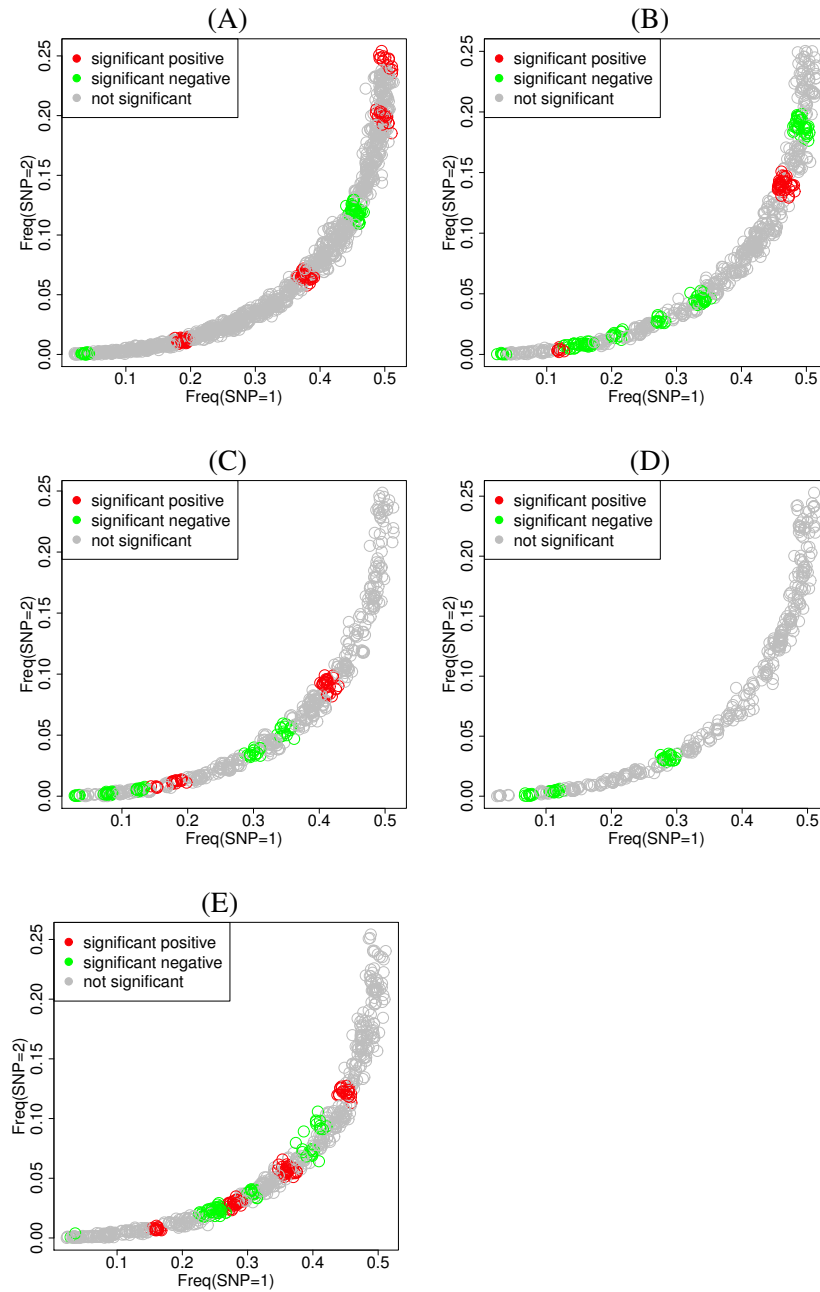 (A)
significant positive
significant negative
not significant
Freq(SNP=2)
0.00 0.05 0.10 0.15 0.20 0.25
0.1 0.2 0.3 0.4 0.5
Freq(SNP=1)
(B)
significant positive
significant negative
not significant
Freq(SNP=2)
0.00 0.05 0.10 0.15 0.20 0.25
0.1 0.2 0.3 0.4 0.5
Freq(SNP=1)
(C)
significant positive
significant negative
not significant
Freq(SNP=2)
0.00 0.05 0.10 0.15 0.20 0.25
0.1 0.2 0.3 0.4 0.5
Freq(SNP=1)
(D)
significant positive
significant negative
not significant
Freq(SNP=2)
0.00 0.05 0.10 0.15 0.20 0.25
0.1 0.2 0.3 0.4 0.5
Freq(SNP=1)
(E)
significant positive
significant negative
not significant
Freq(SNP=2)
0.00 0.05 0.10 0.15 0.20 0.25
0.1 0.2 0.3 0.4 0.5
Freq(SNP=1)